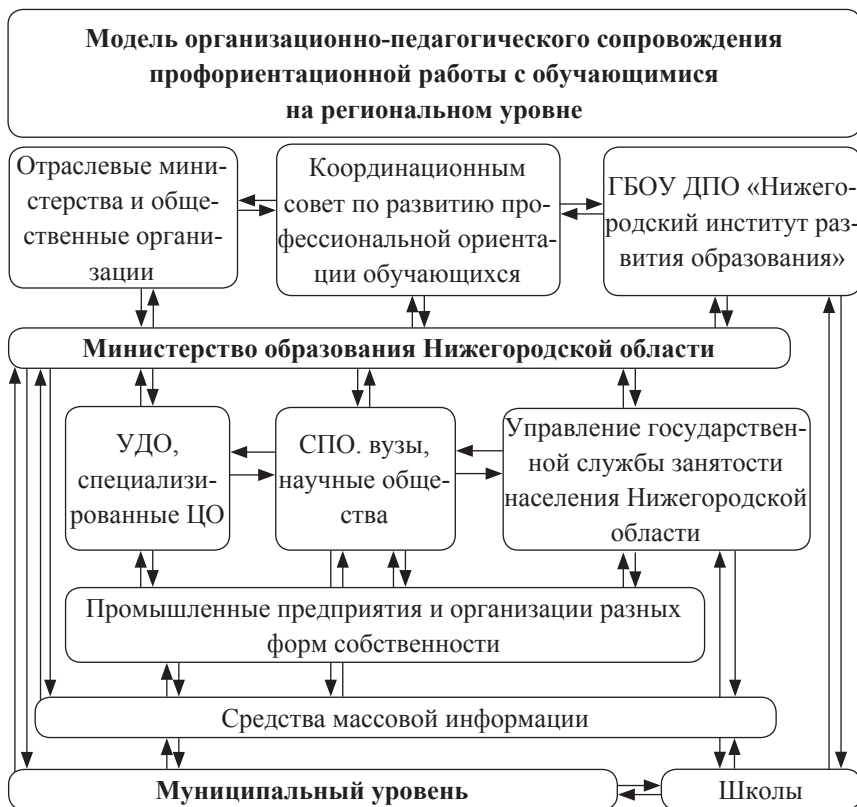 Модель организационно-педагогического сопровождения
профориентационной работы с обучающимися
на региональном уровне
Отраслевые мини-
стерства и обще-
ственные органи-
зации
Координационным
совет по развитию про-
фессиональной ориента-
ции обучающихся
ГБОУ ДПО «Нижего-
родский институт раз-
вития образования»
Министерство образования Нижегородской области
УДО,
специализи-
рованные ЦО
СПО. вузы,
научные обще-
ства
Управление государствен-
ной службы занятости
населения Нижегородской
области
Промышленные предприятия и организации разных
форм собственности
Средства массовой информации
Муниципальный уровень
Школы